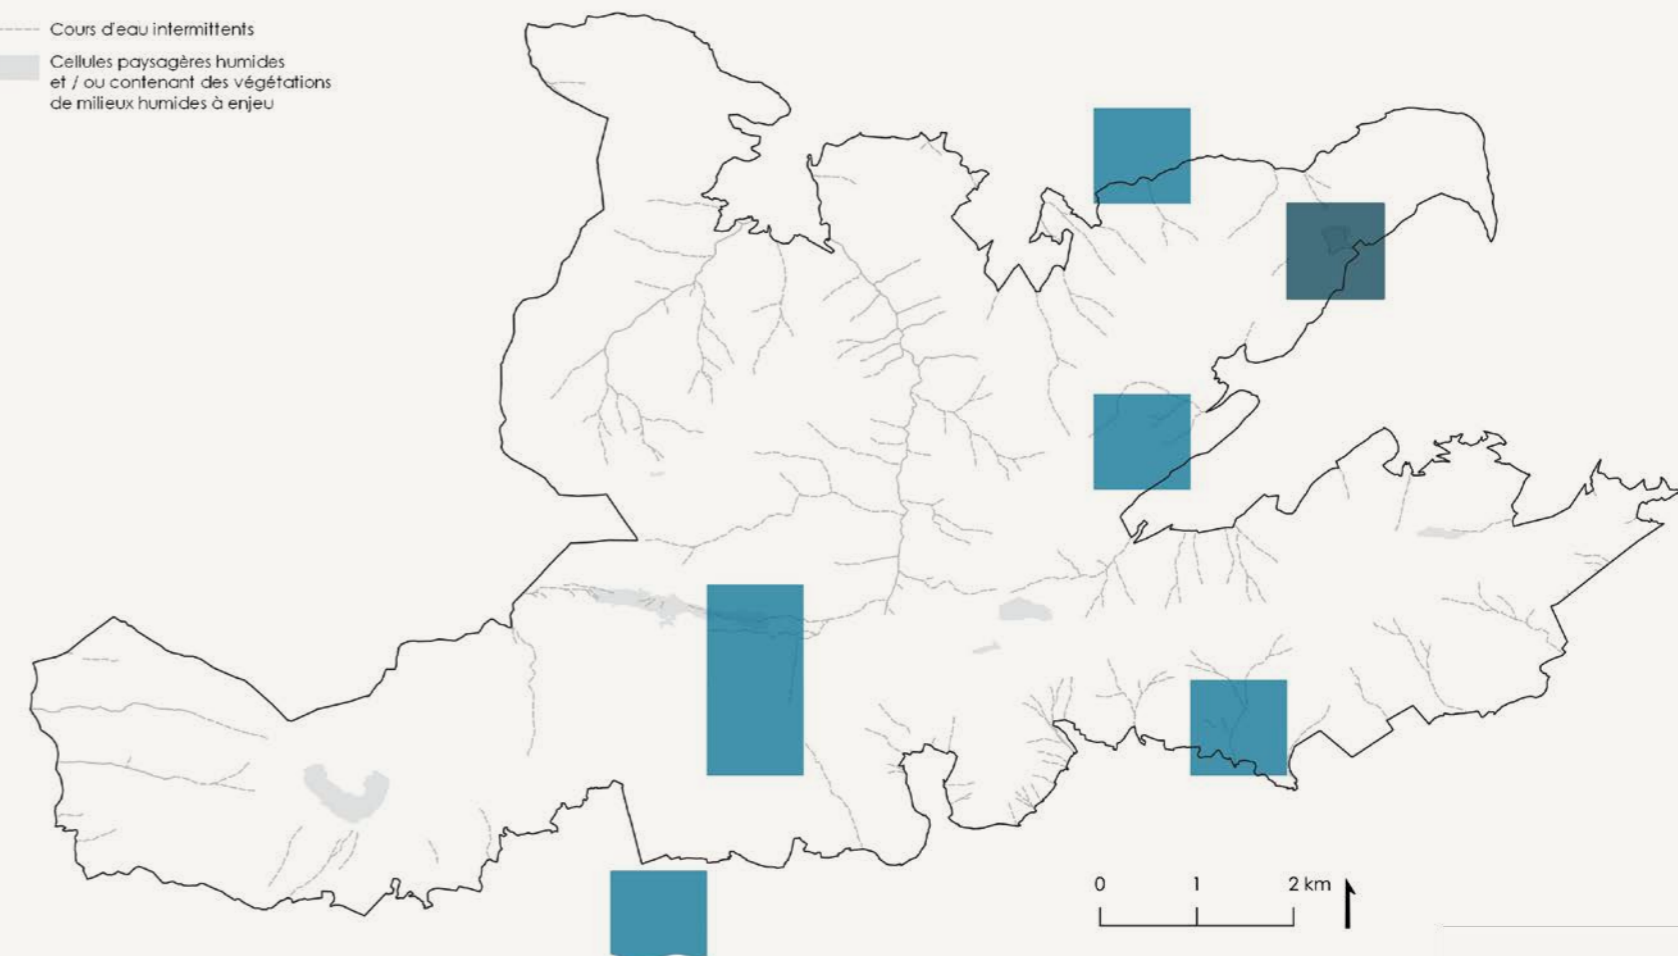 Cours d'eau intermittents
Cellules paysagères humides
et / ou contenant des végétations
de milieux humides à enjeu
0 1 2 km